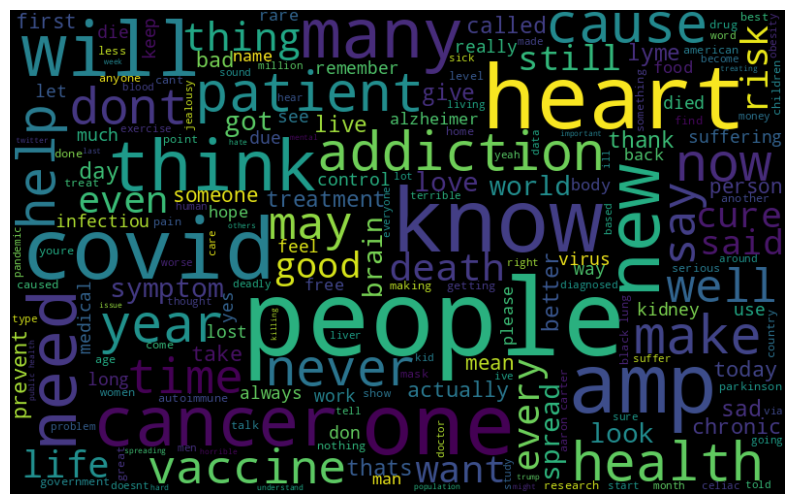 first
die
keep
will
thing
many
called
rare
cause
drug
best
word
less
name
week
let
anyone
bad
really
still
lyme
american
become
obesity
sick
made
treating
million
cant
sound
remember
level
food
risk
dont
patient
jealousy
heart
children
blood
hear
give
something
died
find
money
help
much
exercise
got
see
live
alzheimer
living
important
think
point
due
home
thank
suffering
data
day
done
last
twitter
treat
hate
mental
addiction
yeah
ill
back
now
control
lot
even
someone
love
world
body
person
another
human
treatment
everyone
terrible
based
new
say
cure
said
infectiou
pain
hope
may
know
covid
pandemic
youre
care
feel
others
brain
right
virus
way
around
worse
good
death
better
serious
caused
deadly
symptom
free
making
getting
diagnosed
well
need
medical
thought
yes
issue
killing
people
please
kidney
use
country
type
year
lost
liver
black lung
suffer
make
prevent
age
come
take
never
kid
mean
every
today
parkinson
public health
time
long
women
autoimmune
always
work
show
mask
ive
actually
spread
aaron carter
sad
via
amp
problem
cancer
talk
tell
don
nothing
one
doctor
look
sure
chronic
going
men
great
horrible
spreading
life
government
doesnt
hard
vaccine
understand
thats
man
population
want
study
might
trump
research
start
month
health
celiac
told